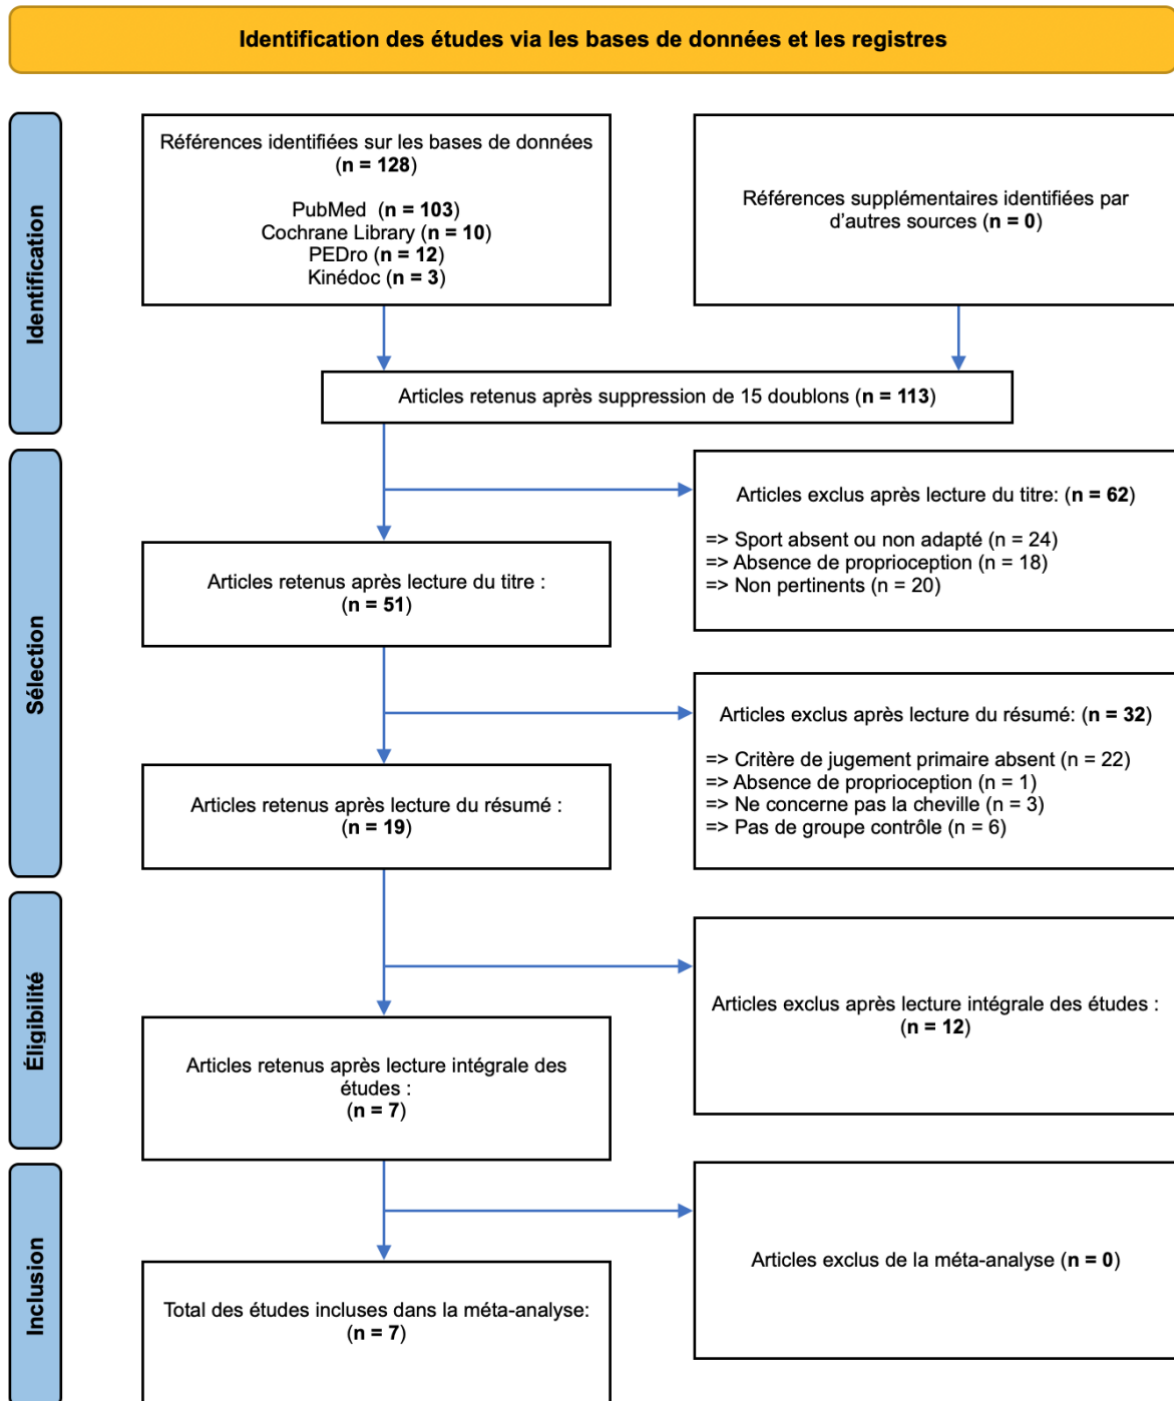 Identification des études via les bases de données et les registres
Identification
Références identifiées sur les bases de données
(n = 128)
PubMed (n = 103)
Cochrane Library (n = 10)
PEDro (n = 12)
Kinédoc (n = 3)
Références supplémentaires identifiées par
d'autres sources (n = 0)
Articles retenus après suppression de 15 doublons (n = 113)
Sélection
Articles exclus après lecture du titre: (n = 62)
=> Sport absent ou non adapté (n = 24)
=> Absence de proprioception (n = 18)
=> Non pertinents (n = 20)
Articles retenus après lecture du titre :
(n = 51)
Articles exclus après lecture du résumé: (n = 32)
=> Critère de jugement primaire absent (n = 22)
=> Absence de proprioception (n = 1)
=> Ne concerne pas la cheville (n = 3)
=> Pas de groupe contrôle (n = 6)
Articles retenus après lecture du résumé :
(n = 19)
Éligibilité
Articles exclus après lecture intégrale des études :
(n = 12)
Articles retenus après lecture intégrale des
études :
(n = 7)
Inclusion
Articles exclus de la méta-analyse (n = 0)
Total des études incluses dans la méta-analyse:
(n = 7)